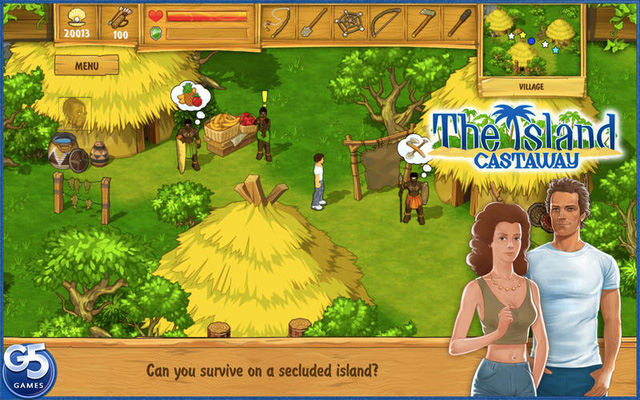 20013
100
MENU
VILLAGE
The Island
CASTAWAY
Can you survive on a secluded island?
G5
GAMES